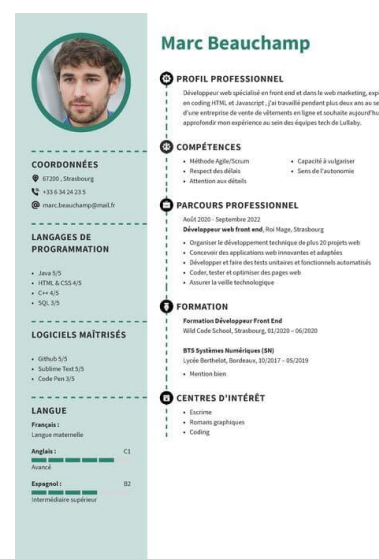 Marc Beauchamp
PROFIL PROFESSIONNEL
Développeur web spécialisé en front end et dans le web marketing,
en coding HTML et Javascript , j'ai travaillé pendant plus deux ans au
d'une entreprise de vente de vêtements en ligne et souhaite
approfondir mon expérience au sein des équipes tech de Lullaby.
COMPÉTENCES
• Méthode Agile/Scrum
• Respect des délais
• Attention aux détails
• Capacité à vulgariser
• Sens de l'autonomie
PARCOURS PROFESSIONNEL
Août 2020 - Septembre 2022
Développeur web front end, Roi Mage, Strasbourg
• Organiser le développement technique de plus 20 projets web
• Concevoir des applications web innovantes et adaptées
• Développer et faire des tests unitaires et fonctionnels automatisés
• Coder, tester et optimiser des pages web
• Assurer la veille technologique
FORMATION
Formation Développeur Front End
Wild Code School, Strasbourg, 01/2020 – 06/2020
BTS Systèmes Numériques (SN)
Lycée Berthelot, Bordeaux, 10/2017 – 05/2019
• Mention bien
CENTRES D'INTÉRÊT
• Escrime
• Romans graphiques
• Coding
COORDONNÉES
67200 , Strasbourg
+33 6 34 24 23 5
marc.beauchamp@mail.fr
LANGAGES DE
PROGRAMMATION
• Java 5/5
• HTML & CSS 4/5
• C++ 4/5
• SQL 3/5
LOGICIELS MAÎTRISÉS
• Github 5/5
• Sublime Text 5/5
• Code Pen 3/5
LANGUE
Français :
Langue maternelle
Anglais : C1
Avancé
Espagnol : B2
Intermédiaire supérieur